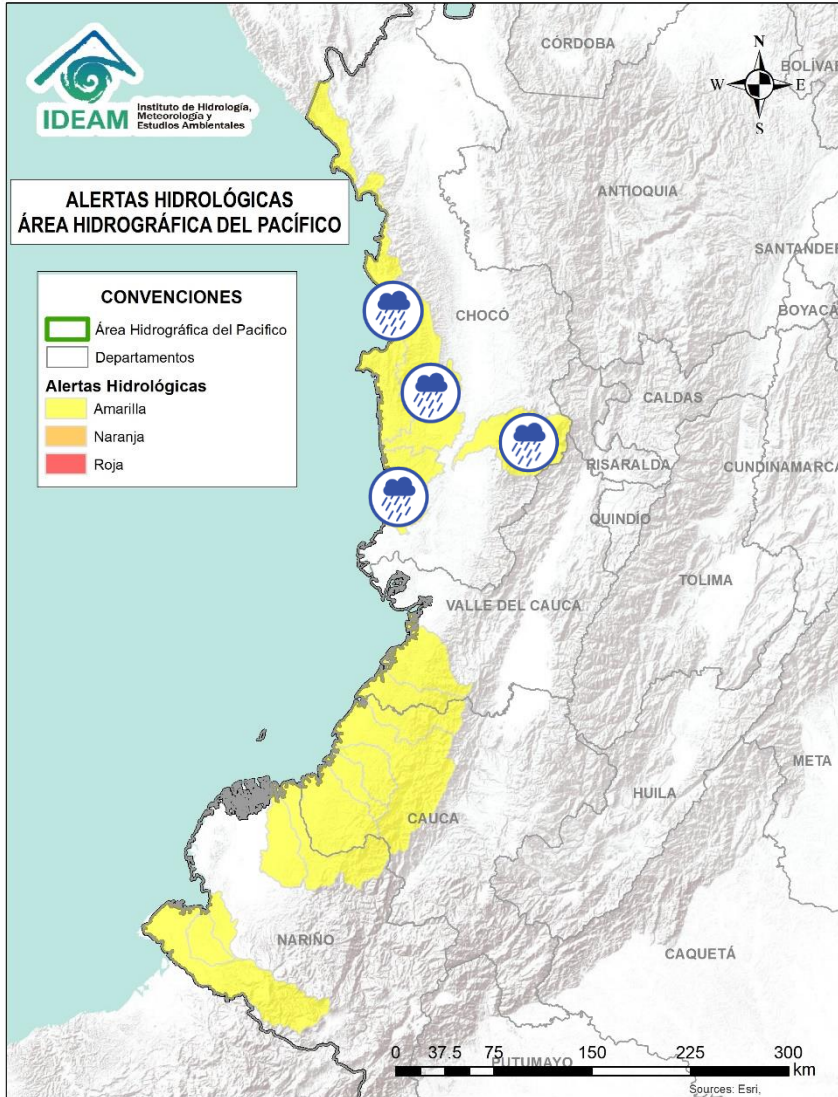 IDEAM
Instituto de Hidrología,
Meteorología y
Estudios Ambientales
ALERTAS HIDROLÓGICAS
ÁREA HIDROGRÁFICA DEL PACÍFICO
CONVENCIONES
Área Hidrográfica del Pacifico
Departamentos
Alertas Hidrológicas
Amarilla
Naranja
Roja
N
W E
S
CÓRDOBA
BOLÍVAR
ANTIOQUIA
SANTANDER
BOYACÁ
CHOCÓ
CALDAS
RISARALDA
CUNDINAMARCA
QUINDÍO
TOLIMA
VALLE DEL CAUCA
META
HUILA
CAUCA
NARIÑO
CAQUETÁ
PUTUMAYO
0 37.5 75 150 225 300
km
Sources: Esri,